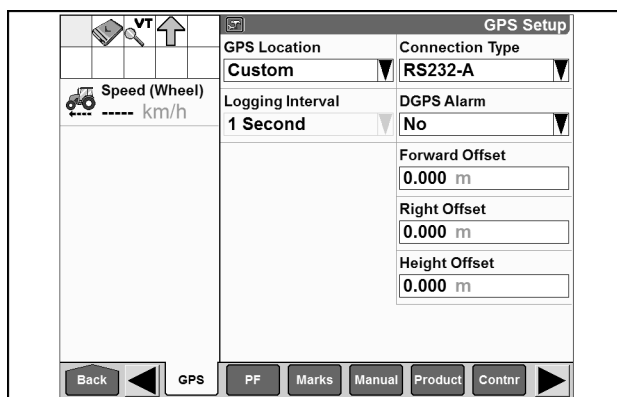 VT
GPS Setup
Speed (Wheel)
----- km/h
GPS Location
Custom
Logging Interval
1 Second
Connection Type
RS232-A
DGPS Alarm
No
Forward Offset
0.000 m
Right Offset
0.000 m
Height Offset
0.000 m
Back
GPS
PF
Marks
Manual
Product
Contnr